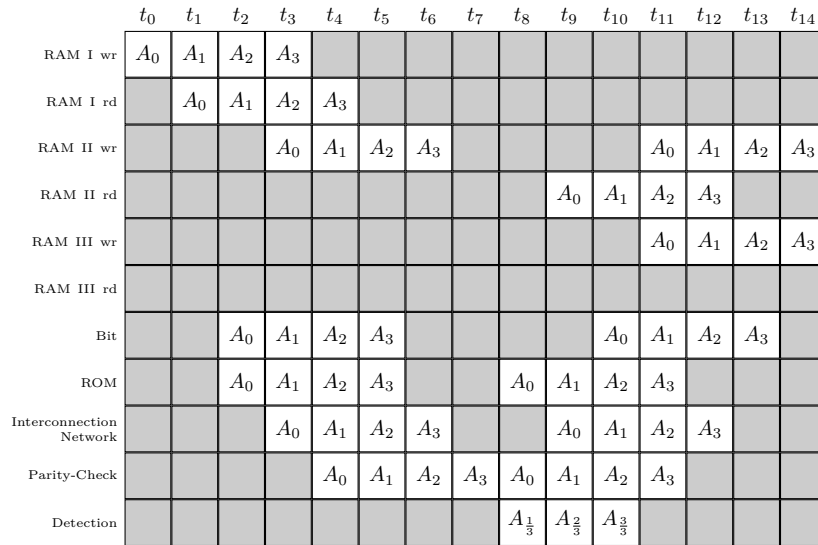 t0 t1 t2 t3 t4 t5 t6 t7 t8 t9 t10 t11 t12 t13 t14
RAM I wr A0 A1 A2 A3
RAM I rd A0 A1 A2 A3
RAM II wr A0 A1 A2 A3 A0 A1 A2 A3
RAM II rd A0 A1 A2 A3
RAM III wr A0 A1 A2 A3
RAM III rd
Bit A0 A1 A2 A3 A0 A1 A2 A3
ROM A0 A1 A2 A3 A0 A1 A2 A3
Interconnection
Network A0 A1 A2 A3 A0 A1 A2 A3
Parity-Check A0 A1 A2 A3 A0 A1 A2 A3
Detection A1/3 A2/3 A3/3